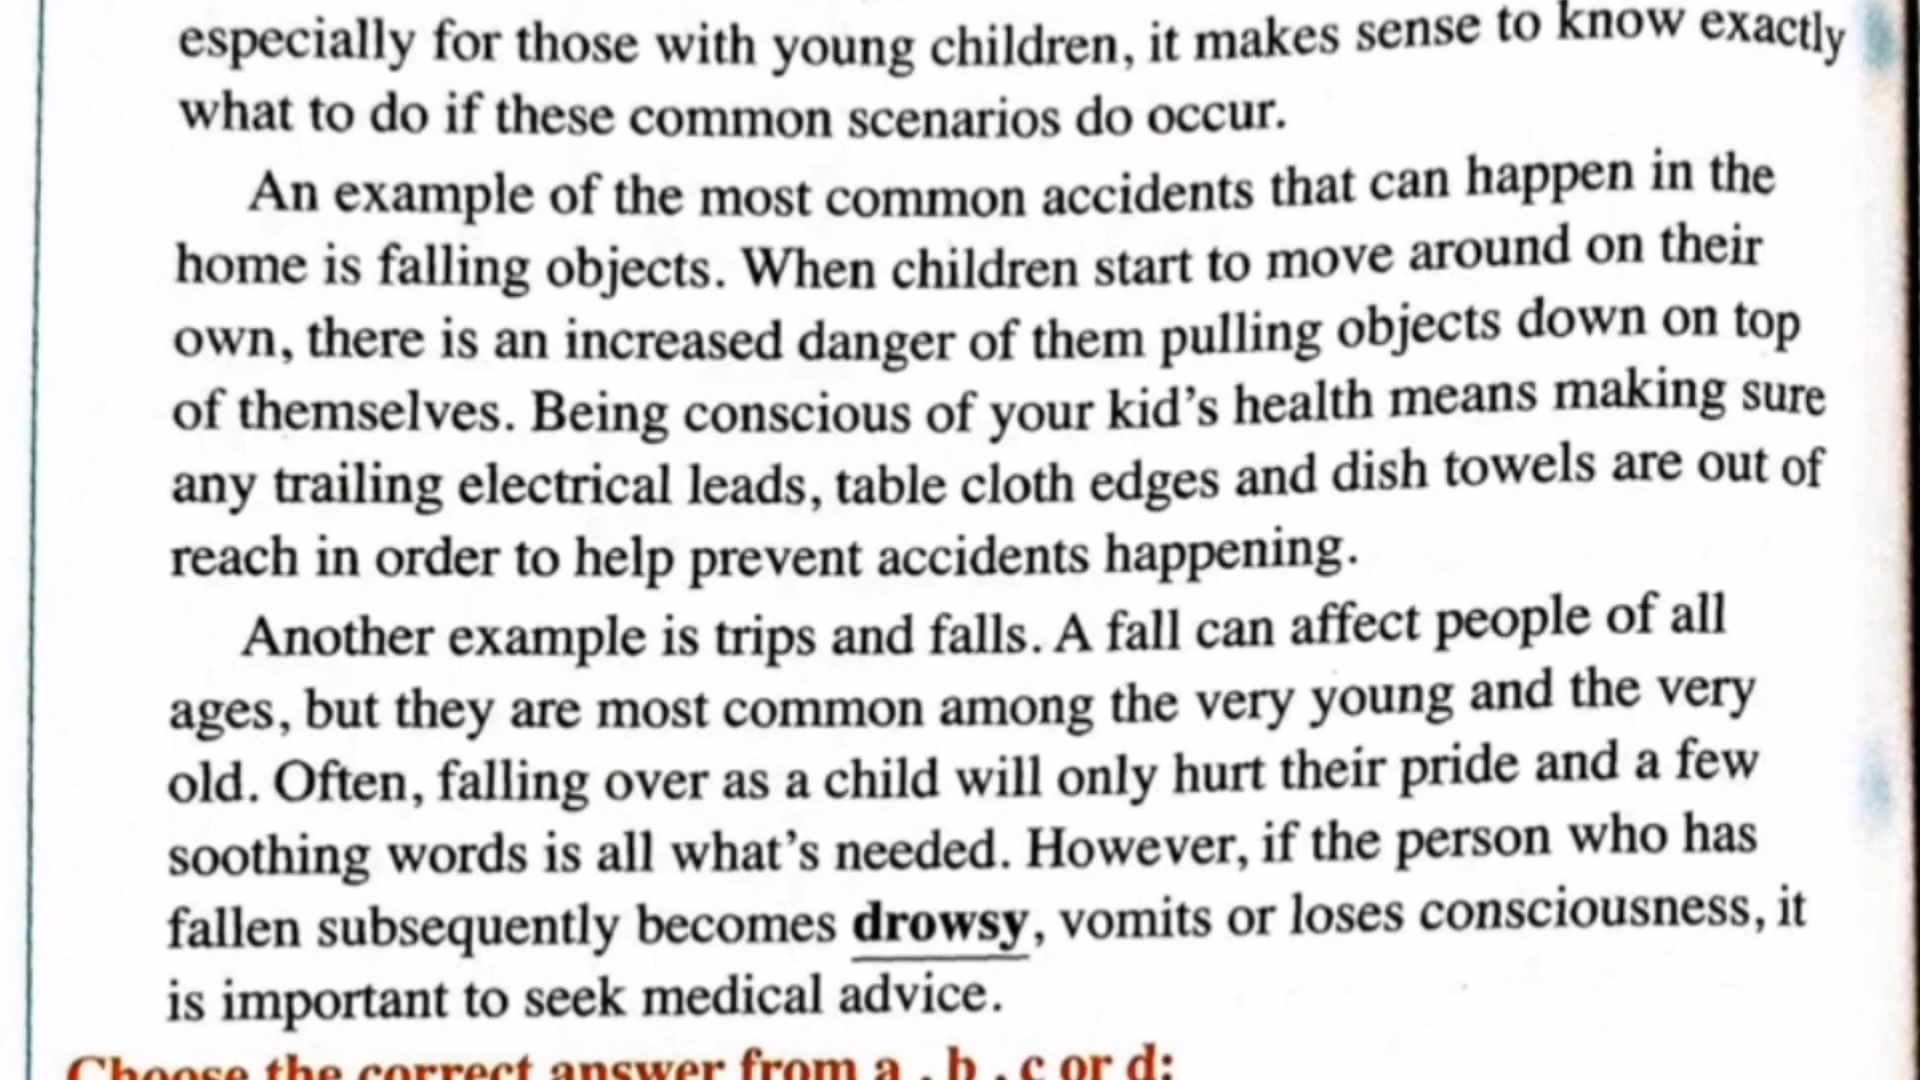 especially for those with young children, it makes sense to know exactly
what to do if these common scenarios do occur.
An example of the most common accidents that can happen in the
home is falling objects. When children start to move around on their
own, there is an increased danger of them pulling objects down on top
of themselves. Being conscious of your kid's health means making sure
any trailing electrical leads, table cloth edges and dish towels are out of
reach in order to help prevent accidents happening.
Another example is trips and falls. A fall can affect people of all
ages, but they are most common among the very young and the very
old. Often, falling over as a child will only hurt their pride and a few
soothing words is all what's needed. However, if the person who has
fallen subsequently becomes drowsy, vomits or loses consciousness, it
is important to seek medical advice.
Choose the correct answer from a , b , c or d: